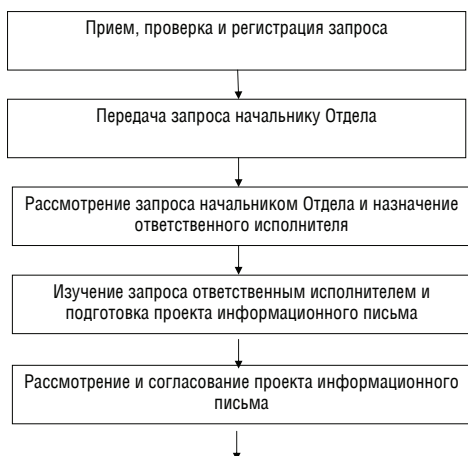 Прием, проверка и регистрация запроса
Передача запроса начальнику Отдела
Рассмотрение запроса начальником Отдела и назначение
ответственного исполнителя
Изучение запроса ответственным исполнителем и
подготовка проекта информационного письма
Рассмотрение и согласование проекта информационного
письма